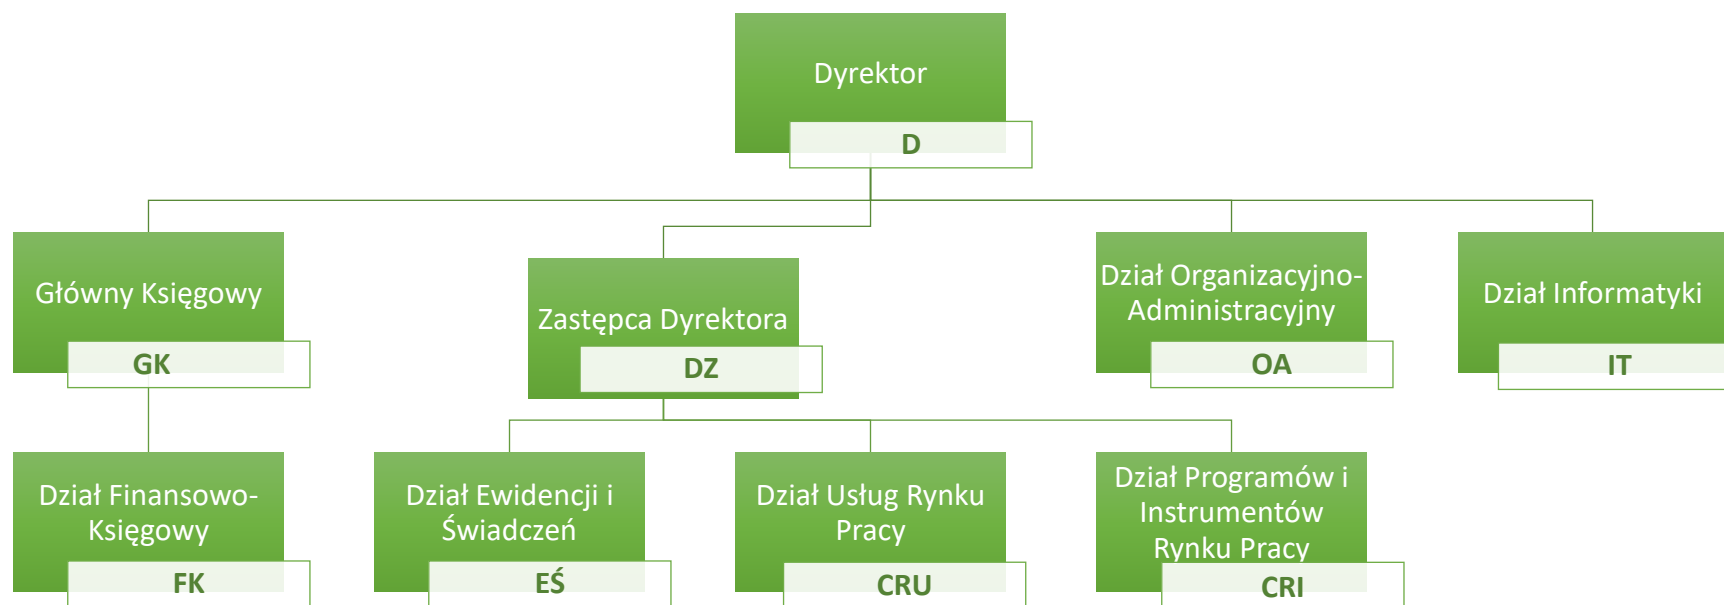 Dyrektor
D
Główny Księgowy
GK
Zastępca Dyrektora
DZ
Dział Organizacyjno-
Administracyjny
OA
Dział Informatyki
IT
Dział Finansowo-
Księgowy
FK
Dział Ewidencji i
Świadczeń
EŚ
Dział Usług Rynku
Pracy
CRU
Dział Programów i
Instrumentów
Rynku Pracy
CRI